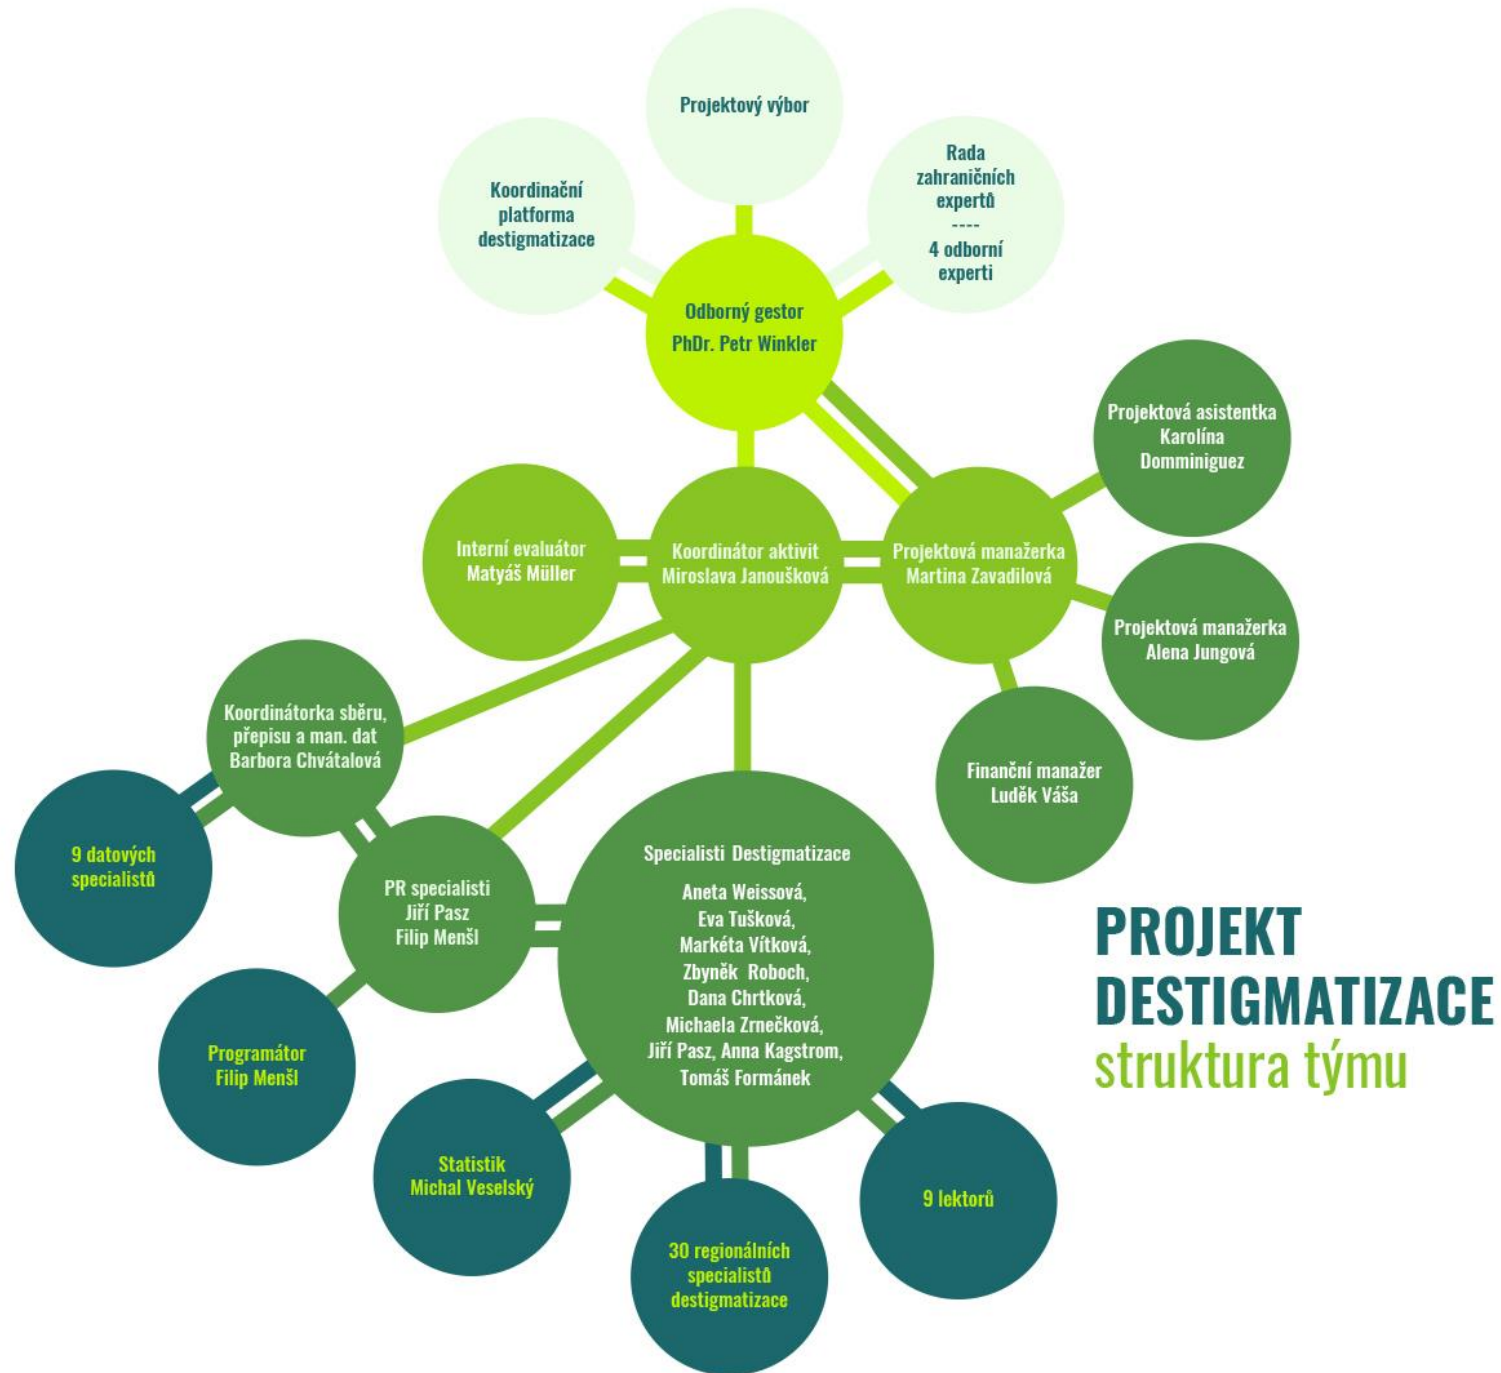 Projektový výbor
Koordinační
platforma
destigmatizace
Rada
zahraničních
expertů
----
4 odborní
experti
Odborný gestor
PhDr. Petr Winkler
Projektová asistentka
Karolína
Domminiguez
Interní evaluátor
Matyáš Müller
Koordinátor aktivit
Miroslava Janoušková
Projektová manažerka
Martina Zavadilová
Projektová manažerka
Alena Jungová
Koordinátorka sběru,
přepisu a man. dat
Barbora Chvátalová
Finanční manažer
Luděk Váša
9 datových
specialistů
PR specialisti
Jiří Pasz
Filip Menšl
Specialisti Destigmatizace
Aneta Weissová,
Eva Tušková,
Markéta Vítková,
Zbyněk Roboch,
Dana Chrtková,
Michaela Zrnečková,
Jiří Pasz, Anna Kagstrom,
Tomáš Formánek
PROJEKT
DESTIGMATIZACE
struktura týmu
Programátor
Filip Menšl
Statistik
Michal Veselský
30 regionálních
specialistů
destigmatizace
9 lektorů